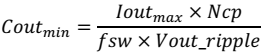 Cout_min = (Iout_max × Ncp) / (fsw × Vout_ripple)